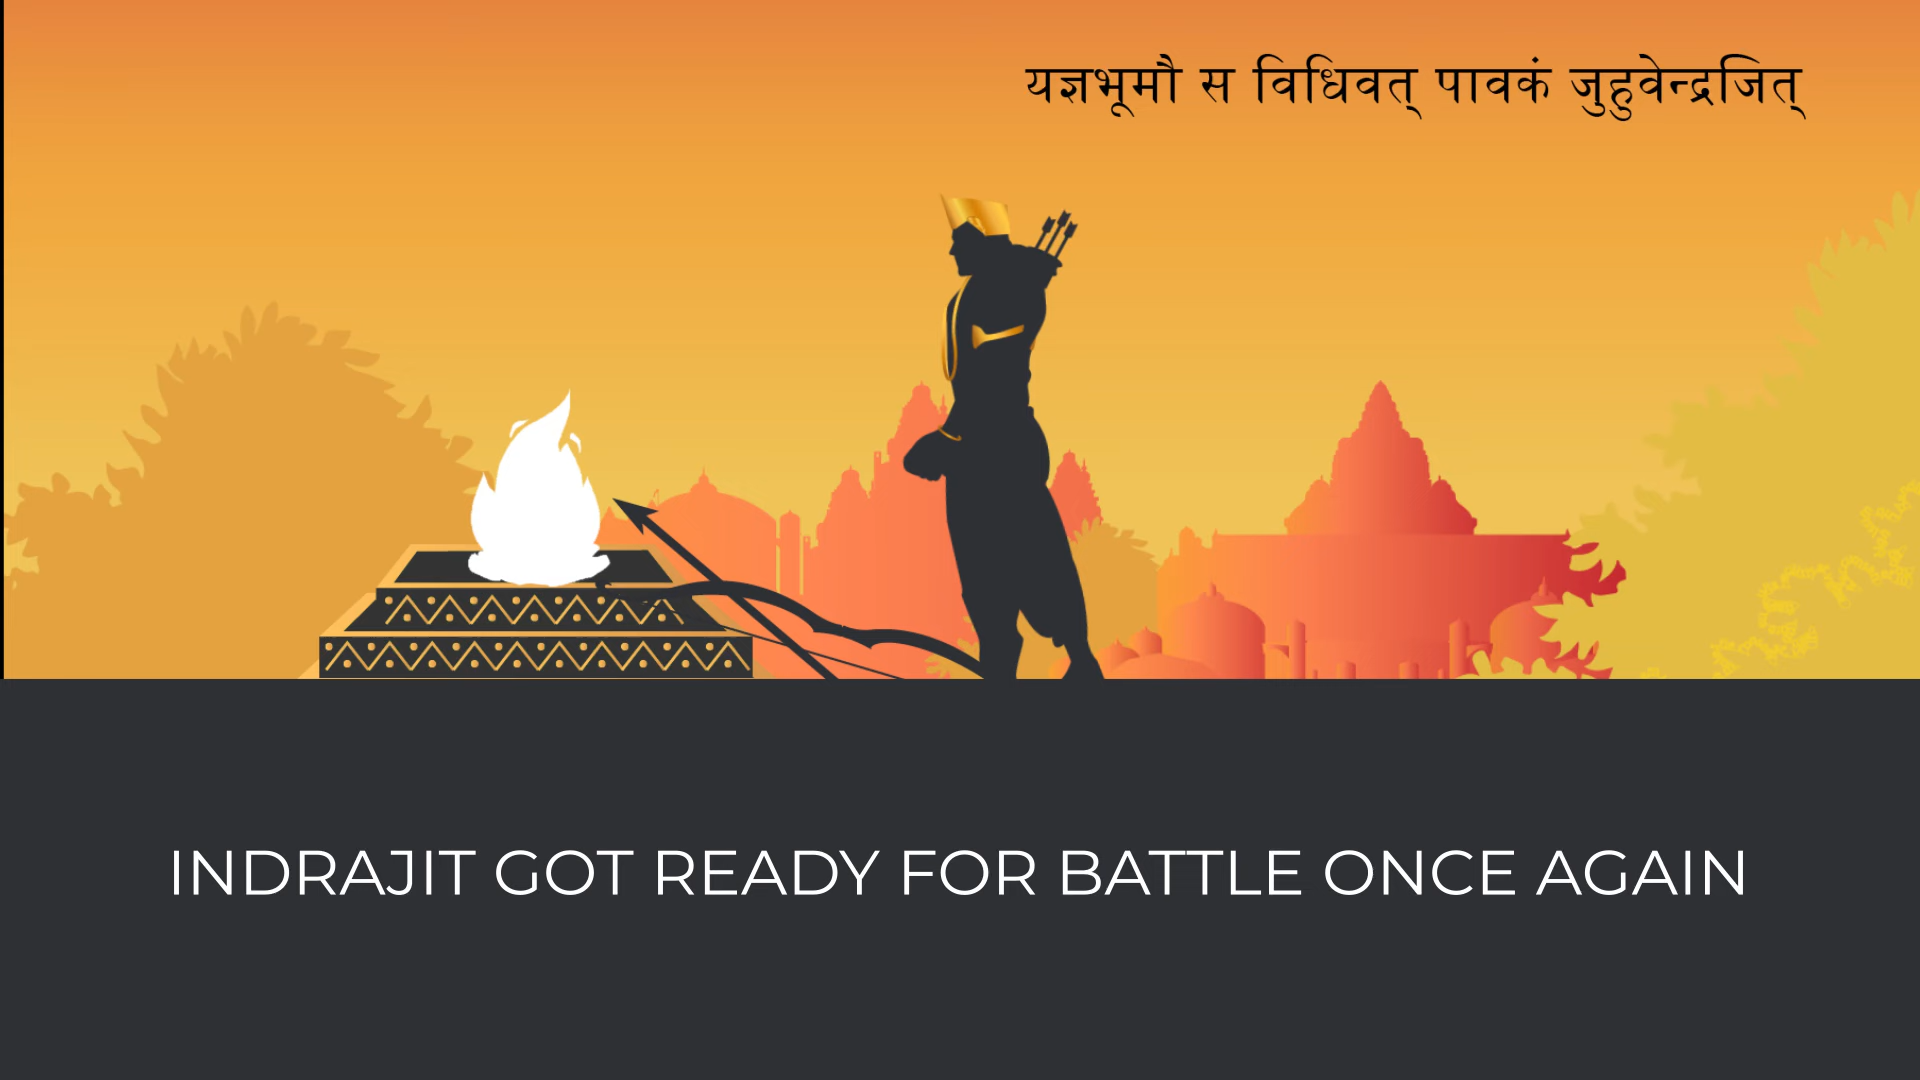 यज्ञभूमौ स विधिवत् पावकं जुहुवेन्द्रजित्
INDRAJIT GOT READY FOR BATTLE ONCE AGAIN